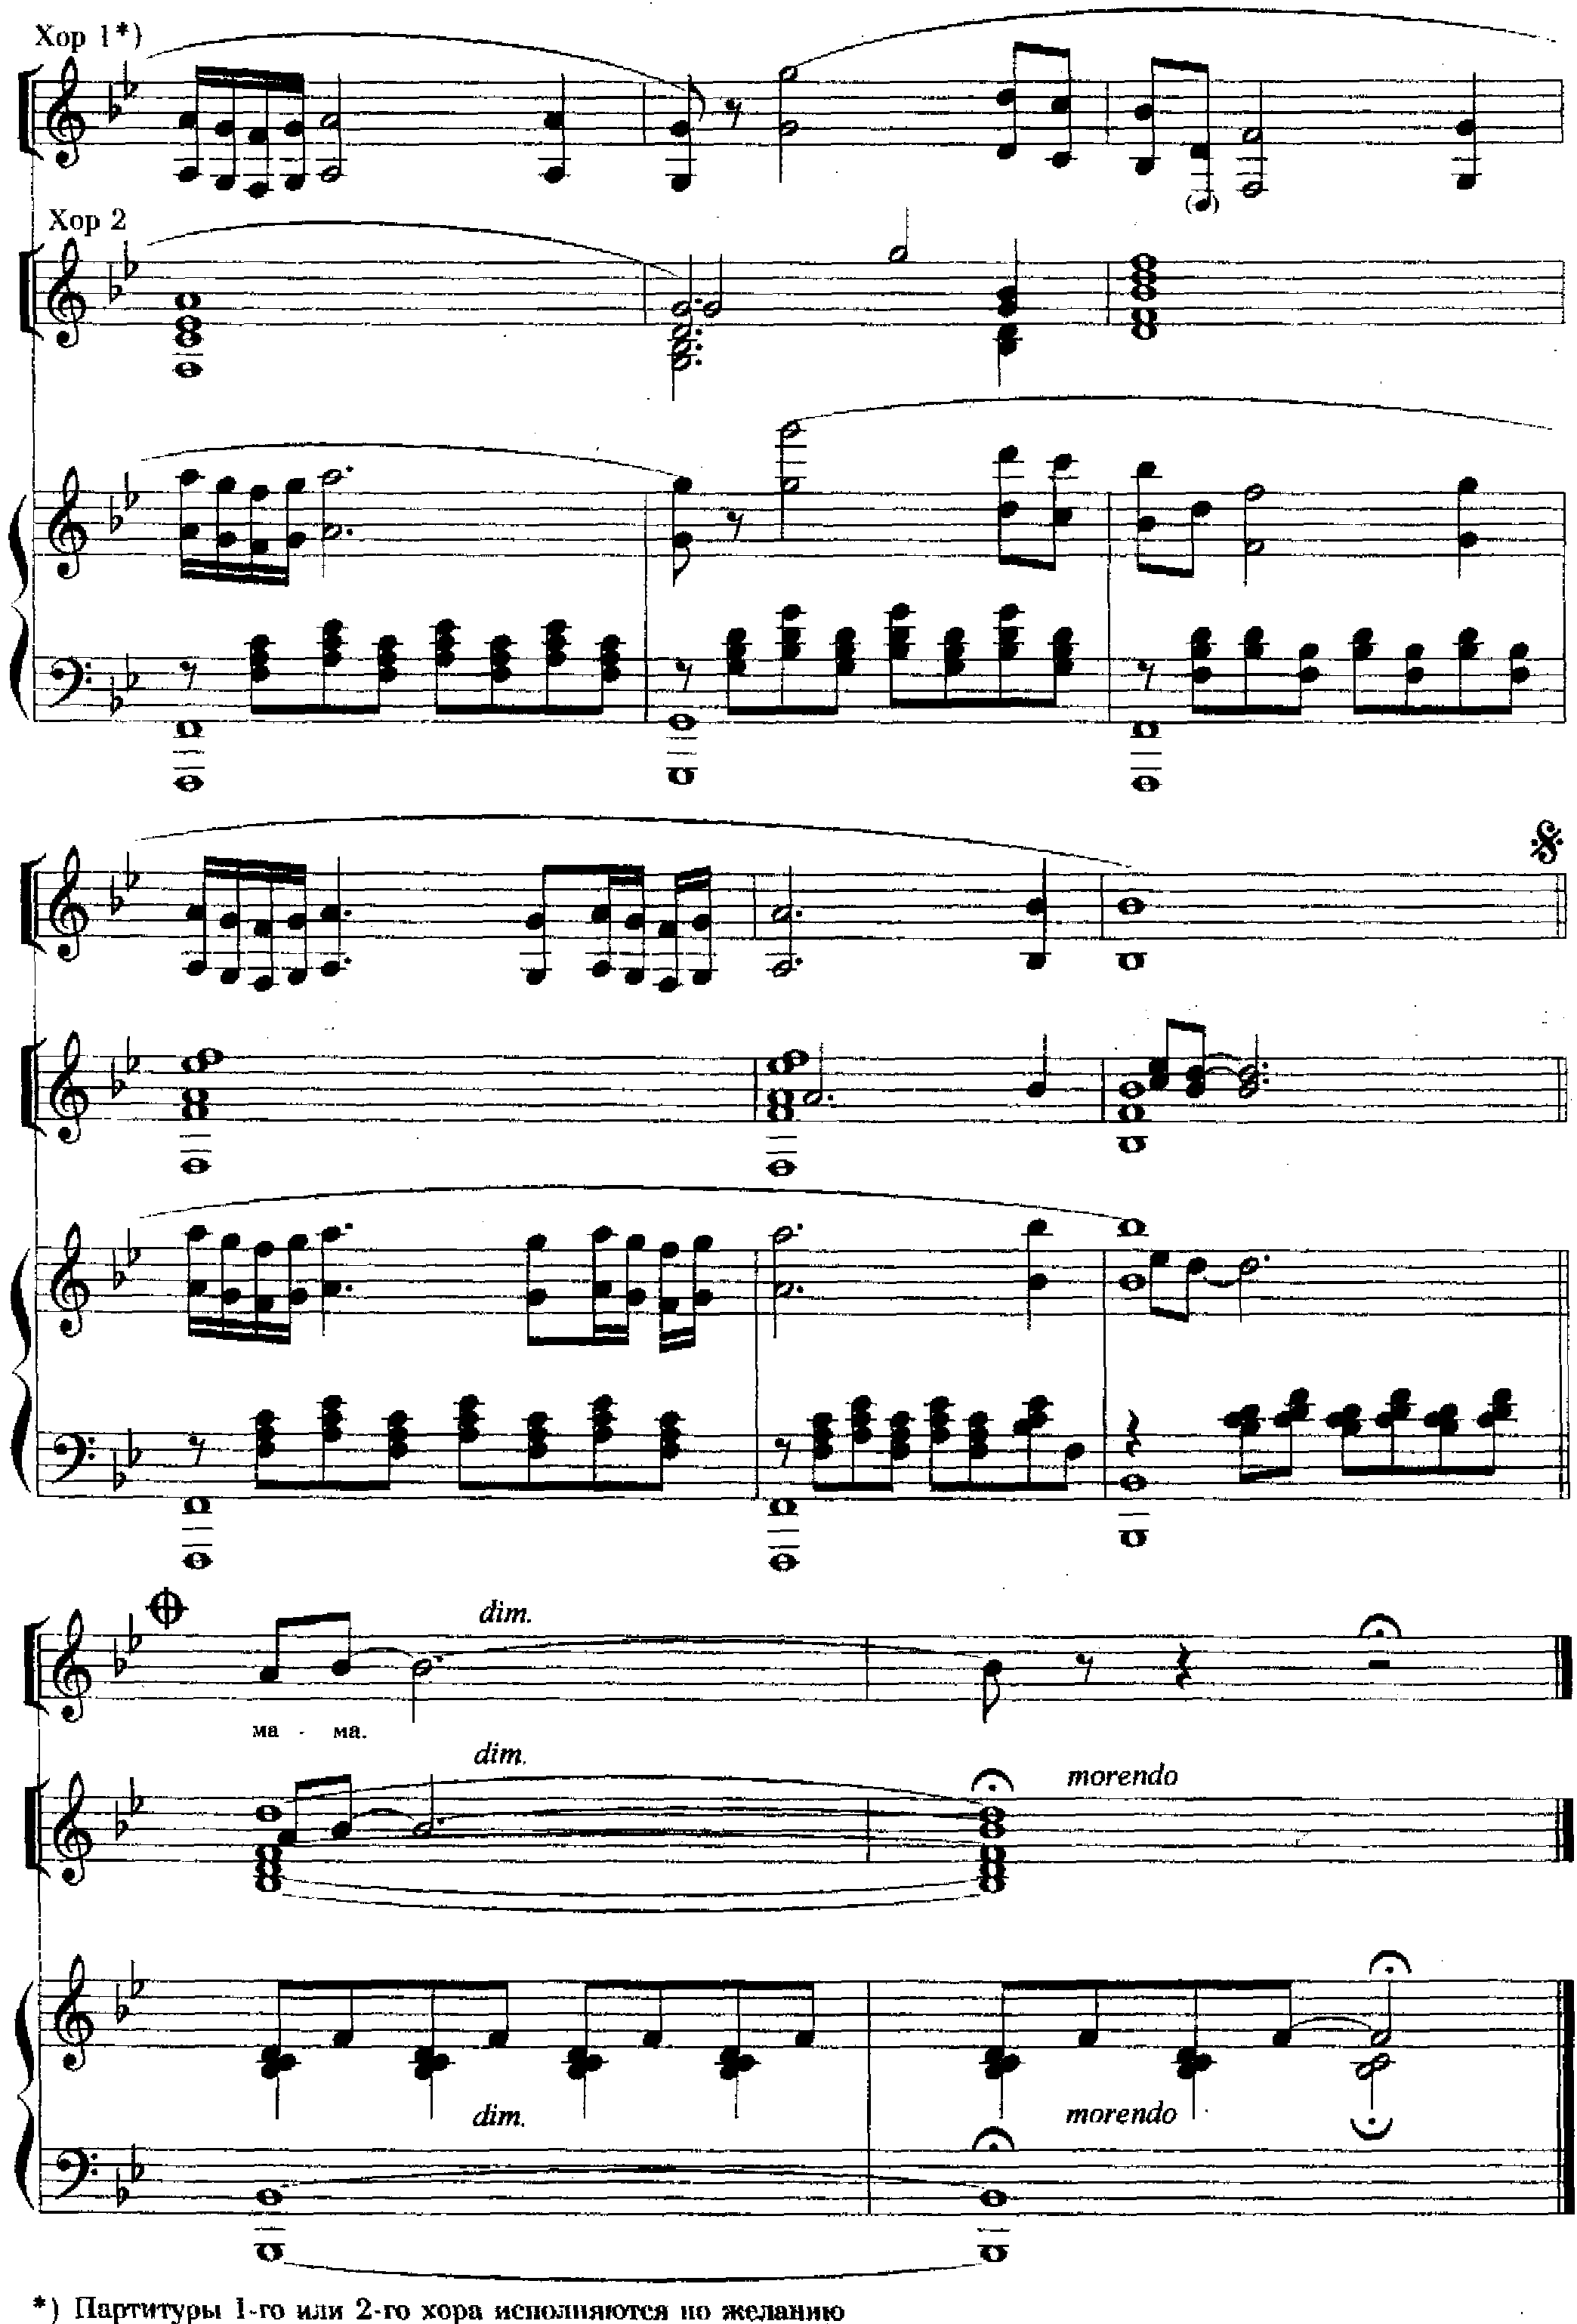 Хор 1*)
Хор 2
dim.
ма - ма.
dim.
morendo
dim.
morendo
*) Партитуры 1-го или 2-го хора исполняются по желанию